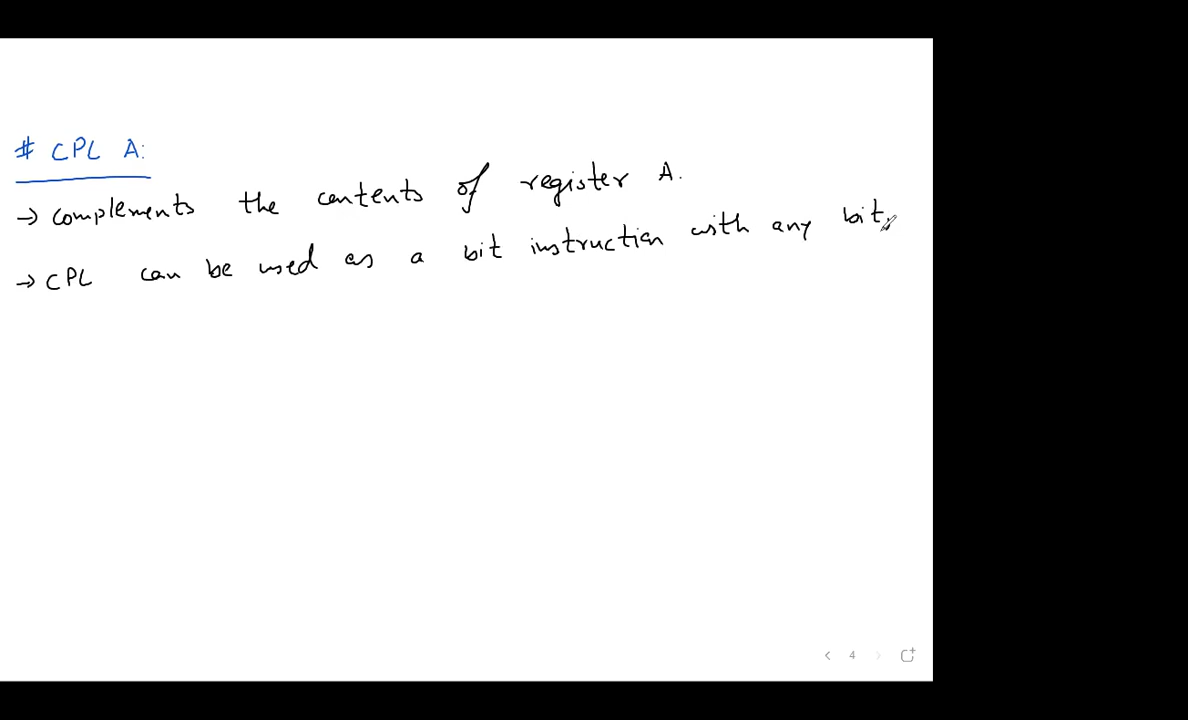 # CPL A:
→ complements the contents of register A.
→ CPL can be used as a bit instruction with any bit,
4